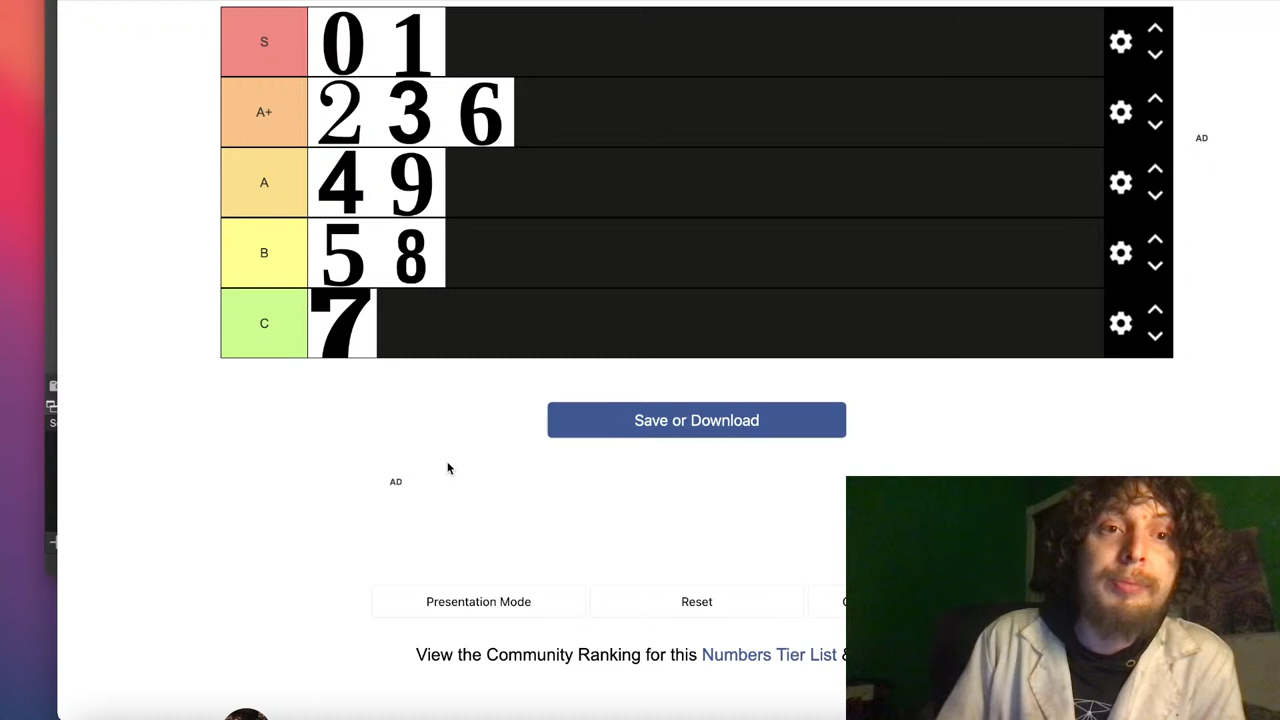 S 0 1
A+ 2 3 6
A 4 9
B 5 8
C 7
AD
Save or Download
AD
Presentation Mode Reset
View the Community Ranking for this Numbers Tier List &